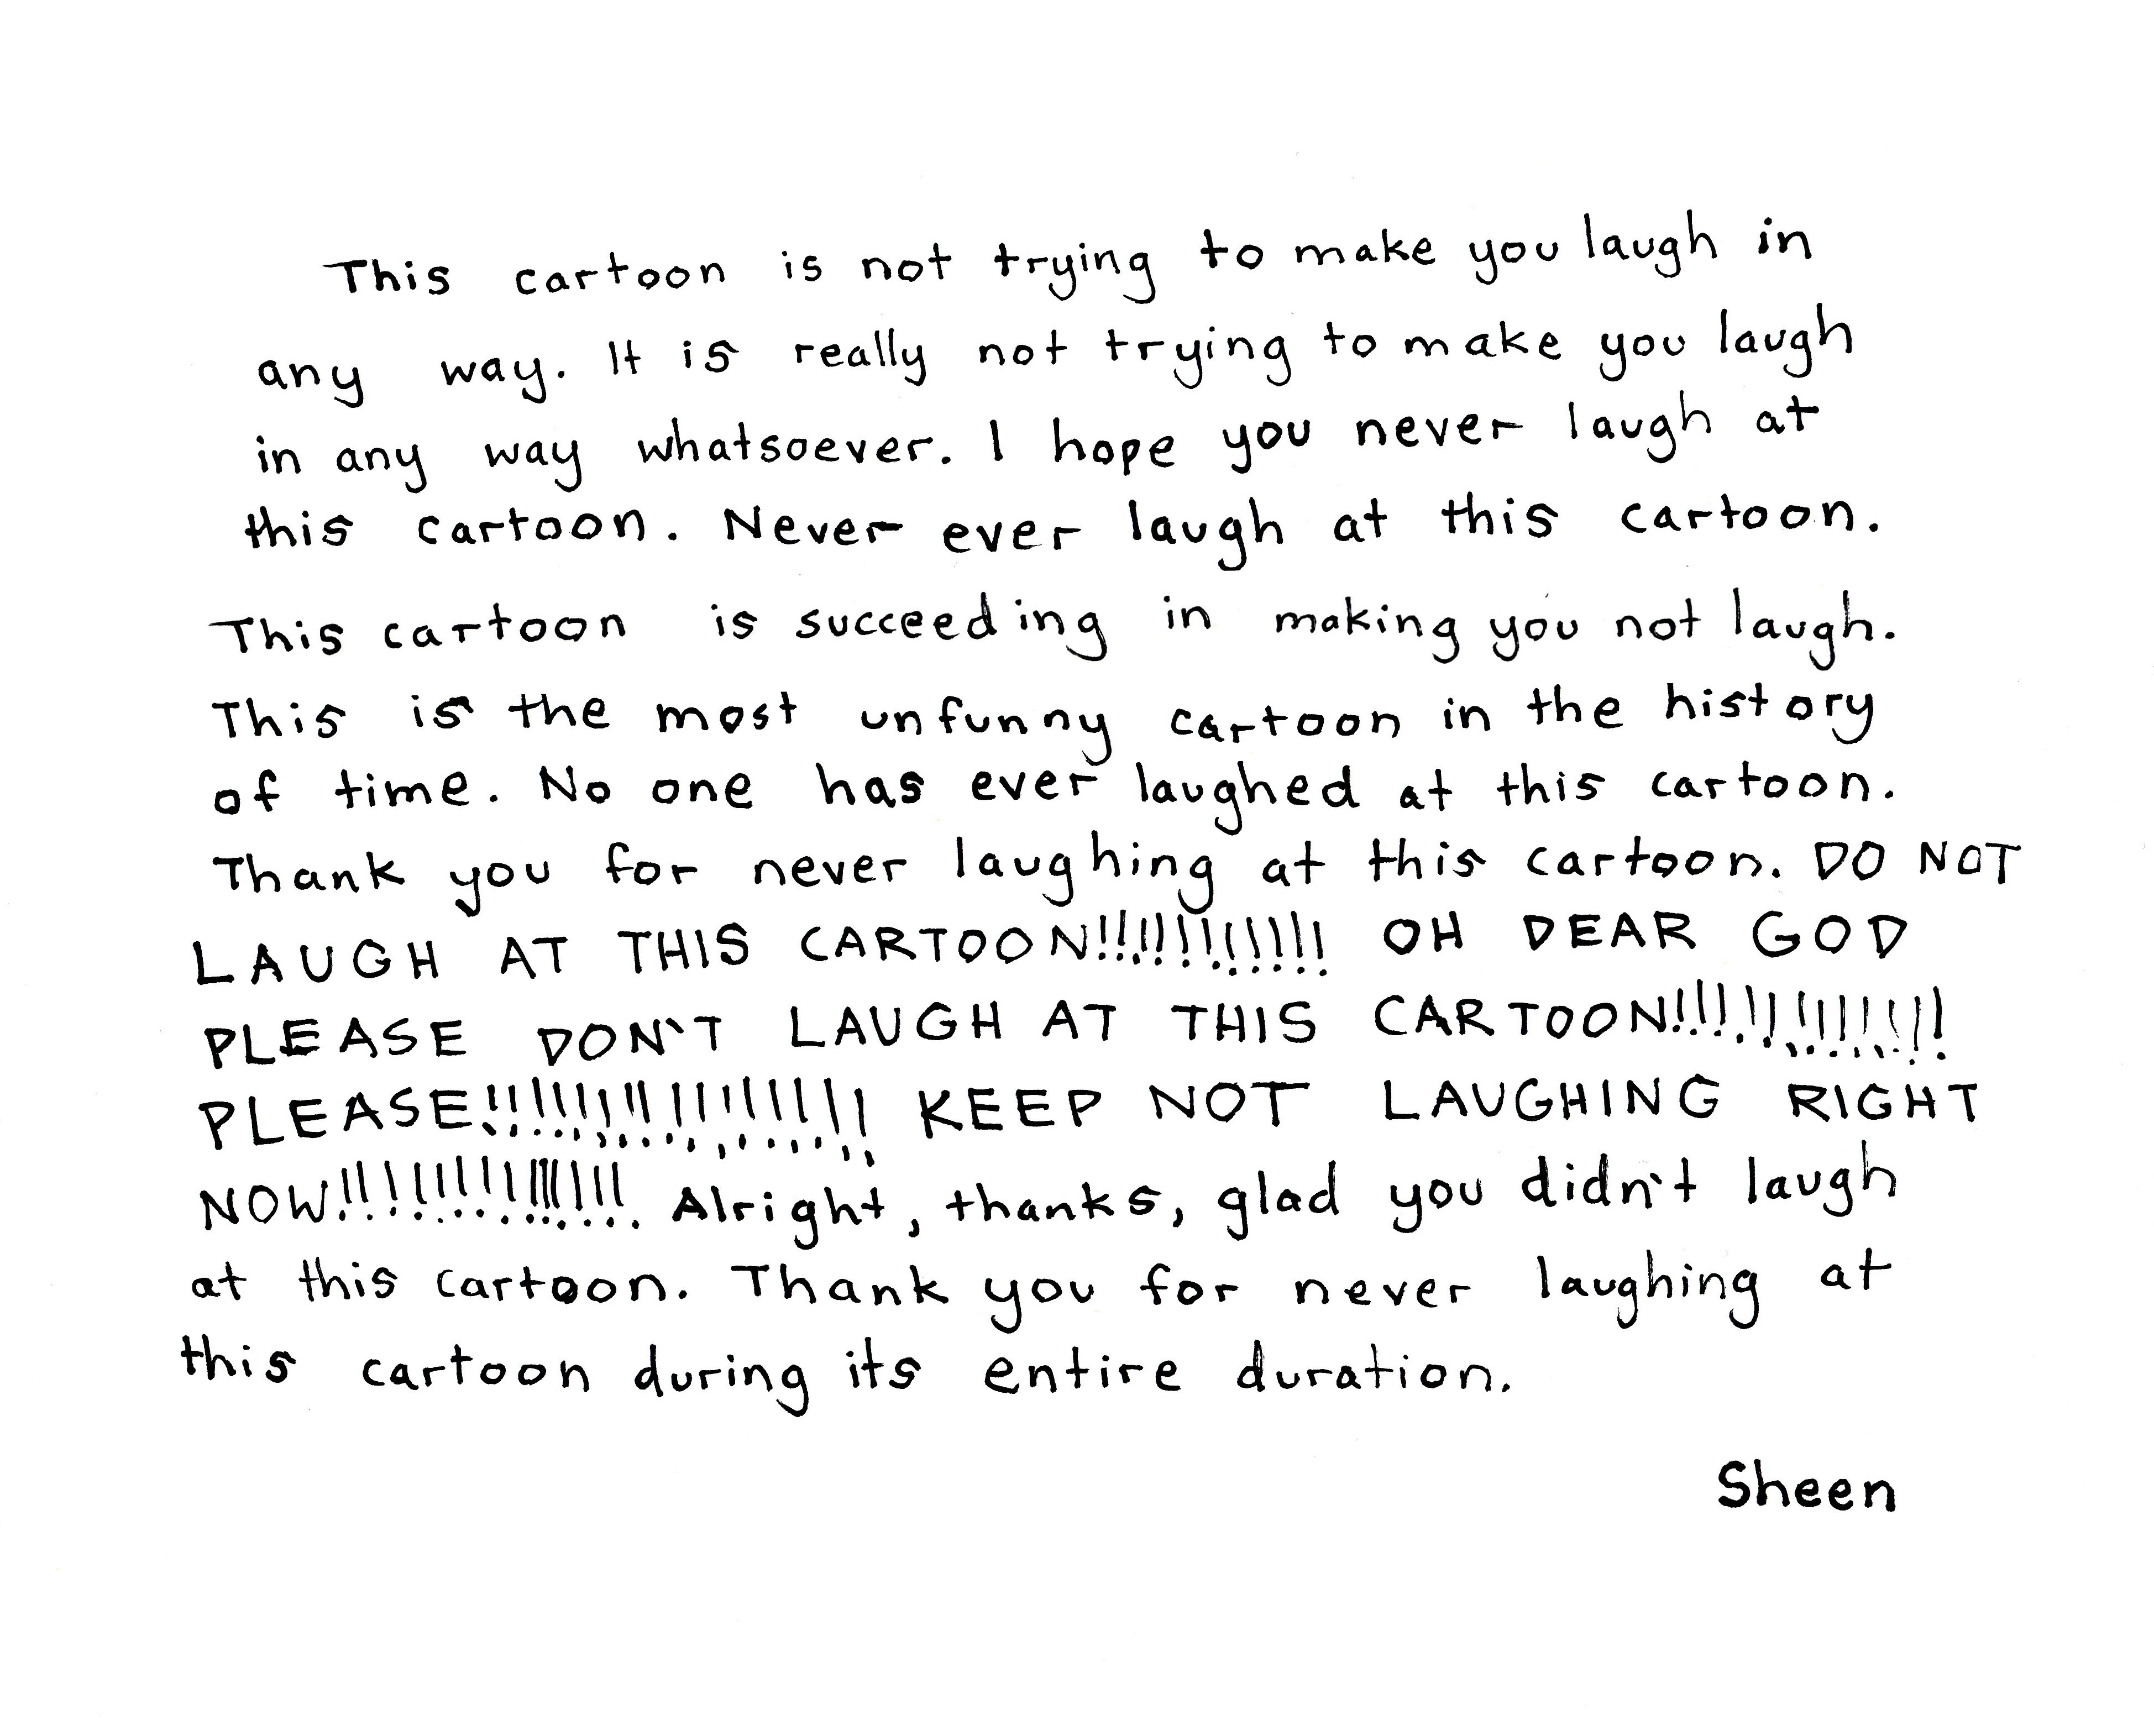 This cartoon is not trying to make you laugh in
any way. It is really not trying to make you laugh
in any way whatsoever. I hope you never laugh at
this cartoon. Never ever laugh at this cartoon.
This cartoon is succeeding in making you not laugh.
This is the most unfunny cartoon in the history
of time. No one has ever laughed at this cartoon.
Thank you for never laughing at this cartoon. DO NOT
LAUGH AT THIS CARTOON!!!!!!!!!!!! OH DEAR GOD
PLEASE DON'T LAUGH AT THIS CARTOON!!!!!!!!!!!!!
PLEASE!!!!!!!!!!!!!!!!! KEEP NOT LAUGHING RIGHT
NOW!!!!!!!!!!!!!!! Alright, thanks, glad you didn't laugh
at this cartoon. Thank you for never laughing at
this cartoon during its entire duration.
Sheen